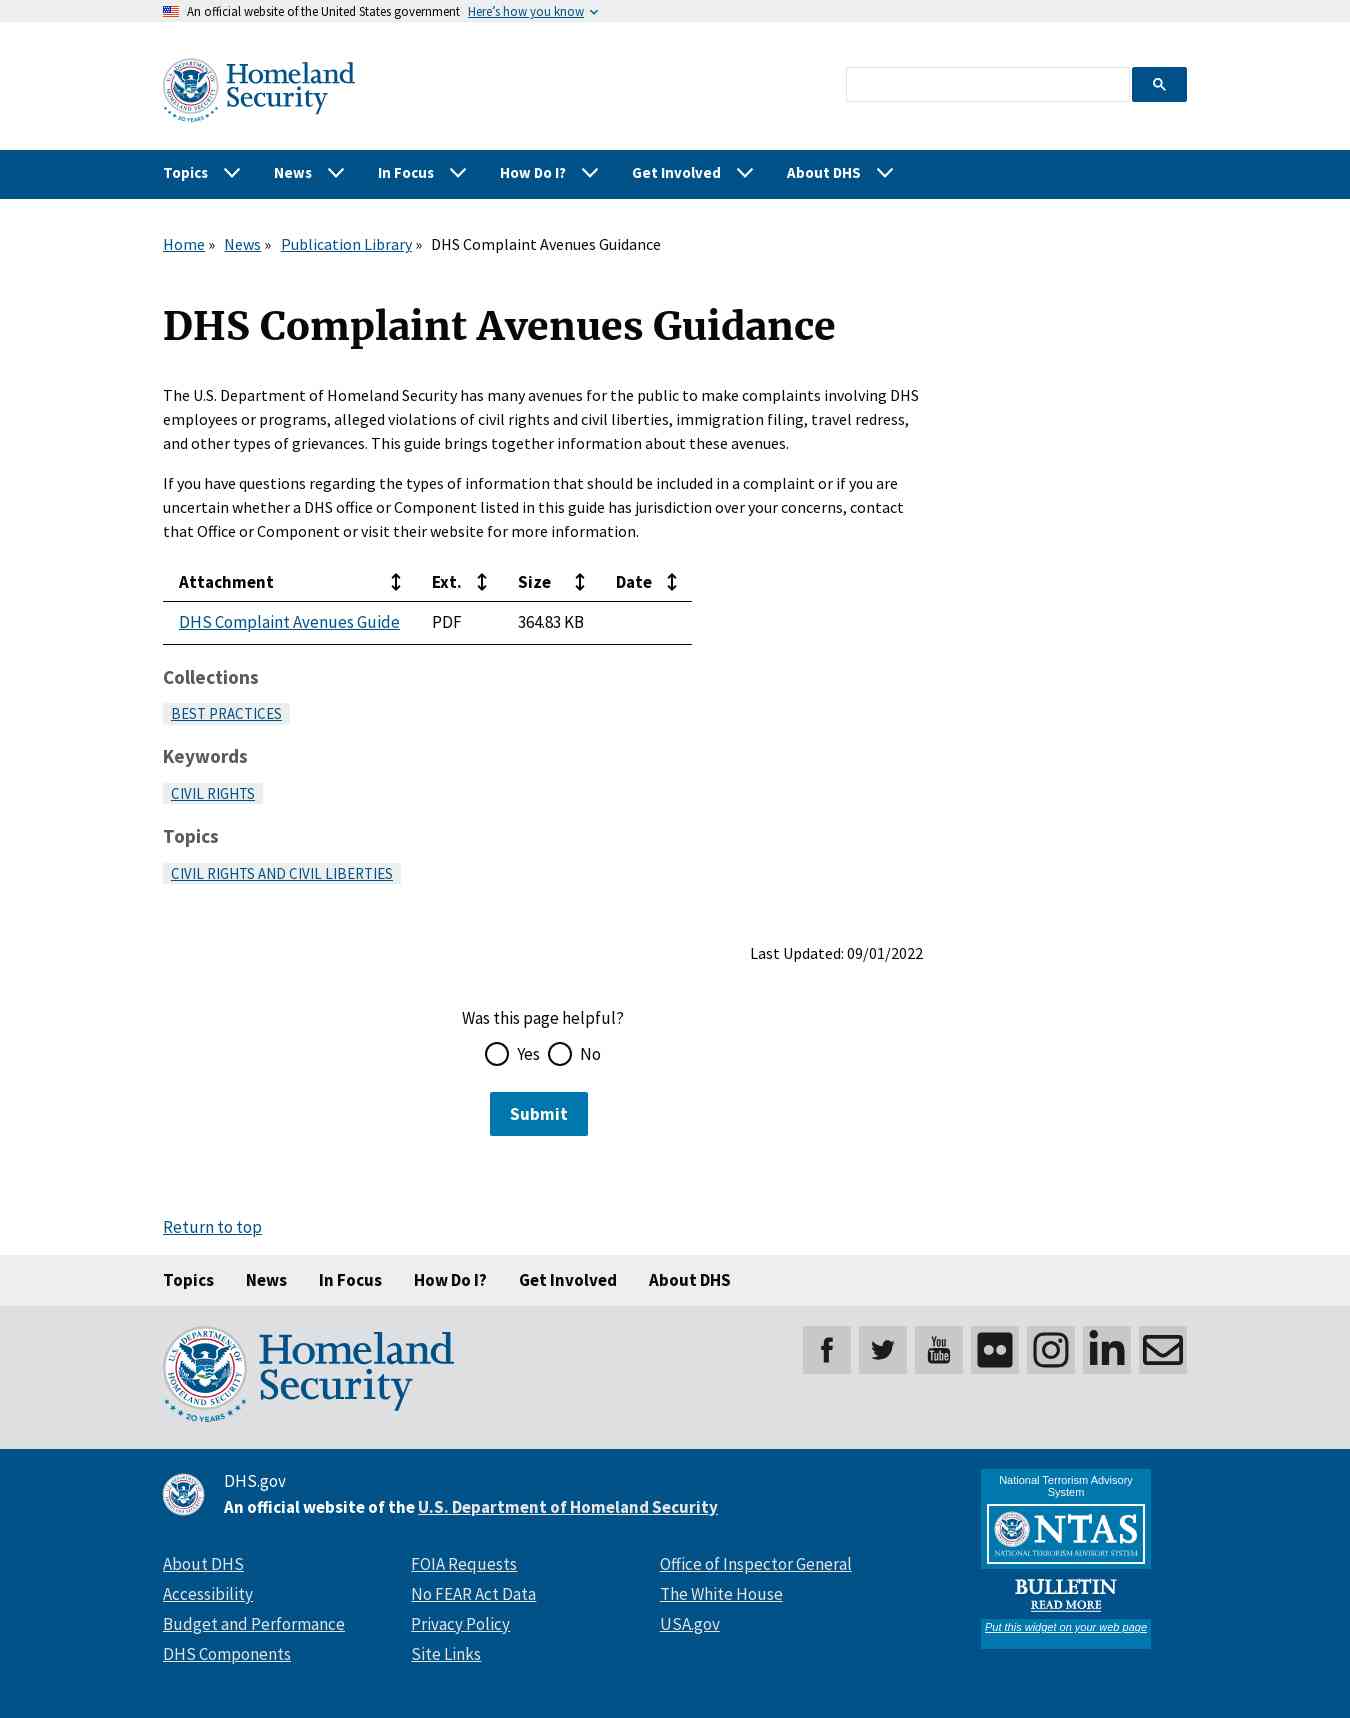 An official website of the United States government Here's how you know
Homeland
Security
20 YEARS
Topics News In Focus How Do I? Get Involved About DHS
Home » News » Publication Library » DHS Complaint Avenues Guidance
DHS Complaint Avenues Guidance
The U.S. Department of Homeland Security has many avenues for the public to make complaints involving DHS
employees or programs, alleged violations of civil rights and civil liberties, immigration filing, travel redress,
and other types of grievances. This guide brings together information about these avenues.
If you have questions regarding the types of information that should be included in a complaint or if you are
uncertain whether a DHS office or Component listed in this guide has jurisdiction over your concerns, contact
that Office or Component or visit their website for more information.
Attachment Ext. Size Date
DHS Complaint Avenues Guide PDF 364.83 KB
Collections
BEST PRACTICES
Keywords
CIVIL RIGHTS
Topics
CIVIL RIGHTS AND CIVIL LIBERTIES
Last Updated: 09/01/2022
Was this page helpful?
Yes No
Submit
Return to top
Topics News In Focus How Do I? Get Involved About DHS
U.S. DEPARTMENT OF HOMELAND SECURITY
Homeland
Security
20 YEARS
You
Tube
in
DHS.gov
An official website of the U.S. Department of Homeland Security
About DHS FOIA Requests Office of Inspector General
Accessibility No FEAR Act Data The White House
Budget and Performance Privacy Policy USA.gov
DHS Components Site Links
National Terrorism Advisory
System
NTAS
NATIONAL TERRORISM ADVISORY SYSTEM
BULLETIN
READ MORE
Put this widget on your web page